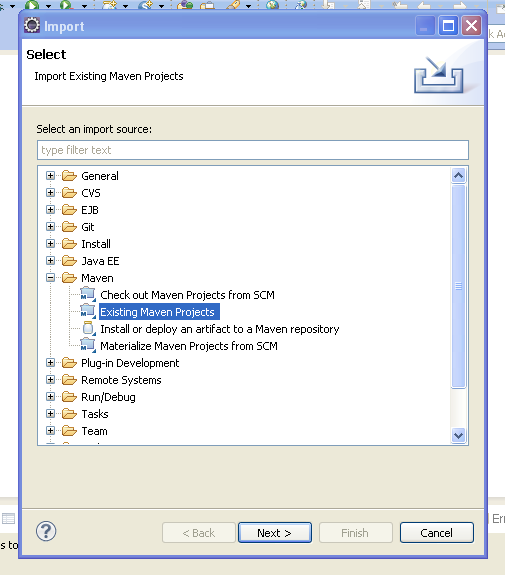 Import
Select
Import Existing Maven Projects
Select an import source:
type filter text
General
CVS
EJB
Git
Install
Java EE
Maven
Check out Maven Projects from SCM
Existing Maven Projects
Install or deploy an artifact to a Maven repository
Materialize Maven Projects from SCM
Plug-in Development
Remote Systems
Run/Debug
Tasks
Team
? < Back Next > Finish Cancel
s to